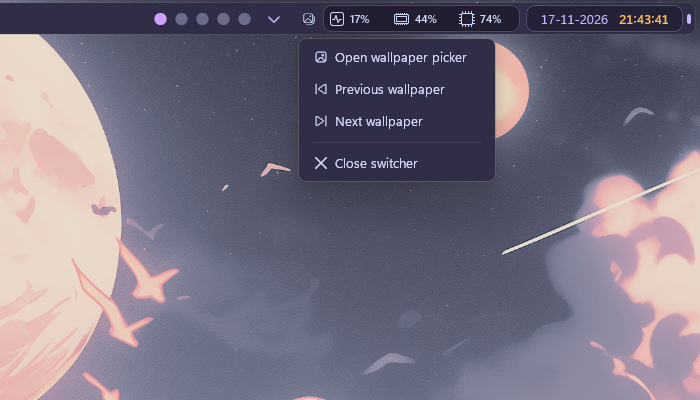 17% 44% 74% 17-11-2026 21:43:41
Open wallpaper picker
Previous wallpaper
Next wallpaper
Close switcher